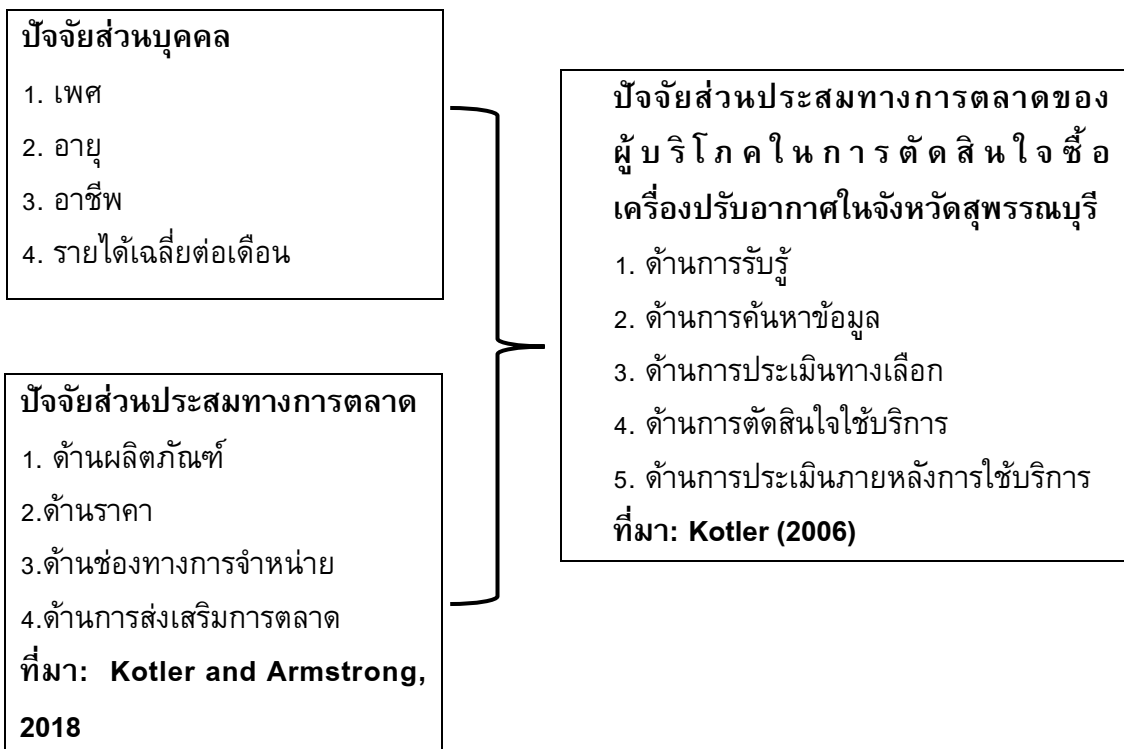 ปัจจัยส่วนบุคคล
1. เพศ
2. อายุ
3. อาชีพ
4. รายได้เฉลี่ยต่อเดือน
ปัจจัยส่วนประสมทางการตลาด
1. ด้านผลิตภัณฑ์
2.ด้านราคา
3.ด้านช่องทางการจำหน่าย
4.ด้านการส่งเสริมการตลาด
ที่มา: Kotler and Armstrong,
2018
ปัจจัยส่วนประสมทางการตลาดของ
ผู้บริโภคในการตัดสินใจซื้อ
เครื่องปรับอากาศในจังหวัดสุพรรณบุรี
1. ด้านการรับรู้
2. ด้านการค้นหาข้อมูล
3. ด้านการประเมินทางเลือก
4. ด้านการตัดสินใจใช้บริการ
5. ด้านการประเมินภายหลังการใช้บริการ
ที่มา: Kotler (2006)